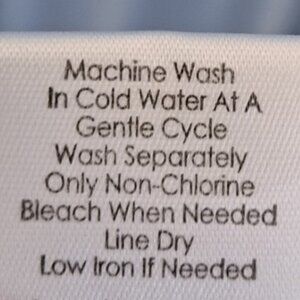 Machine Wash
In Cold Water At A
Gentle Cycle
Wash Separately
Only Non-Chlorine
Bleach When Needed
Line Dry
Low Iron If Needed